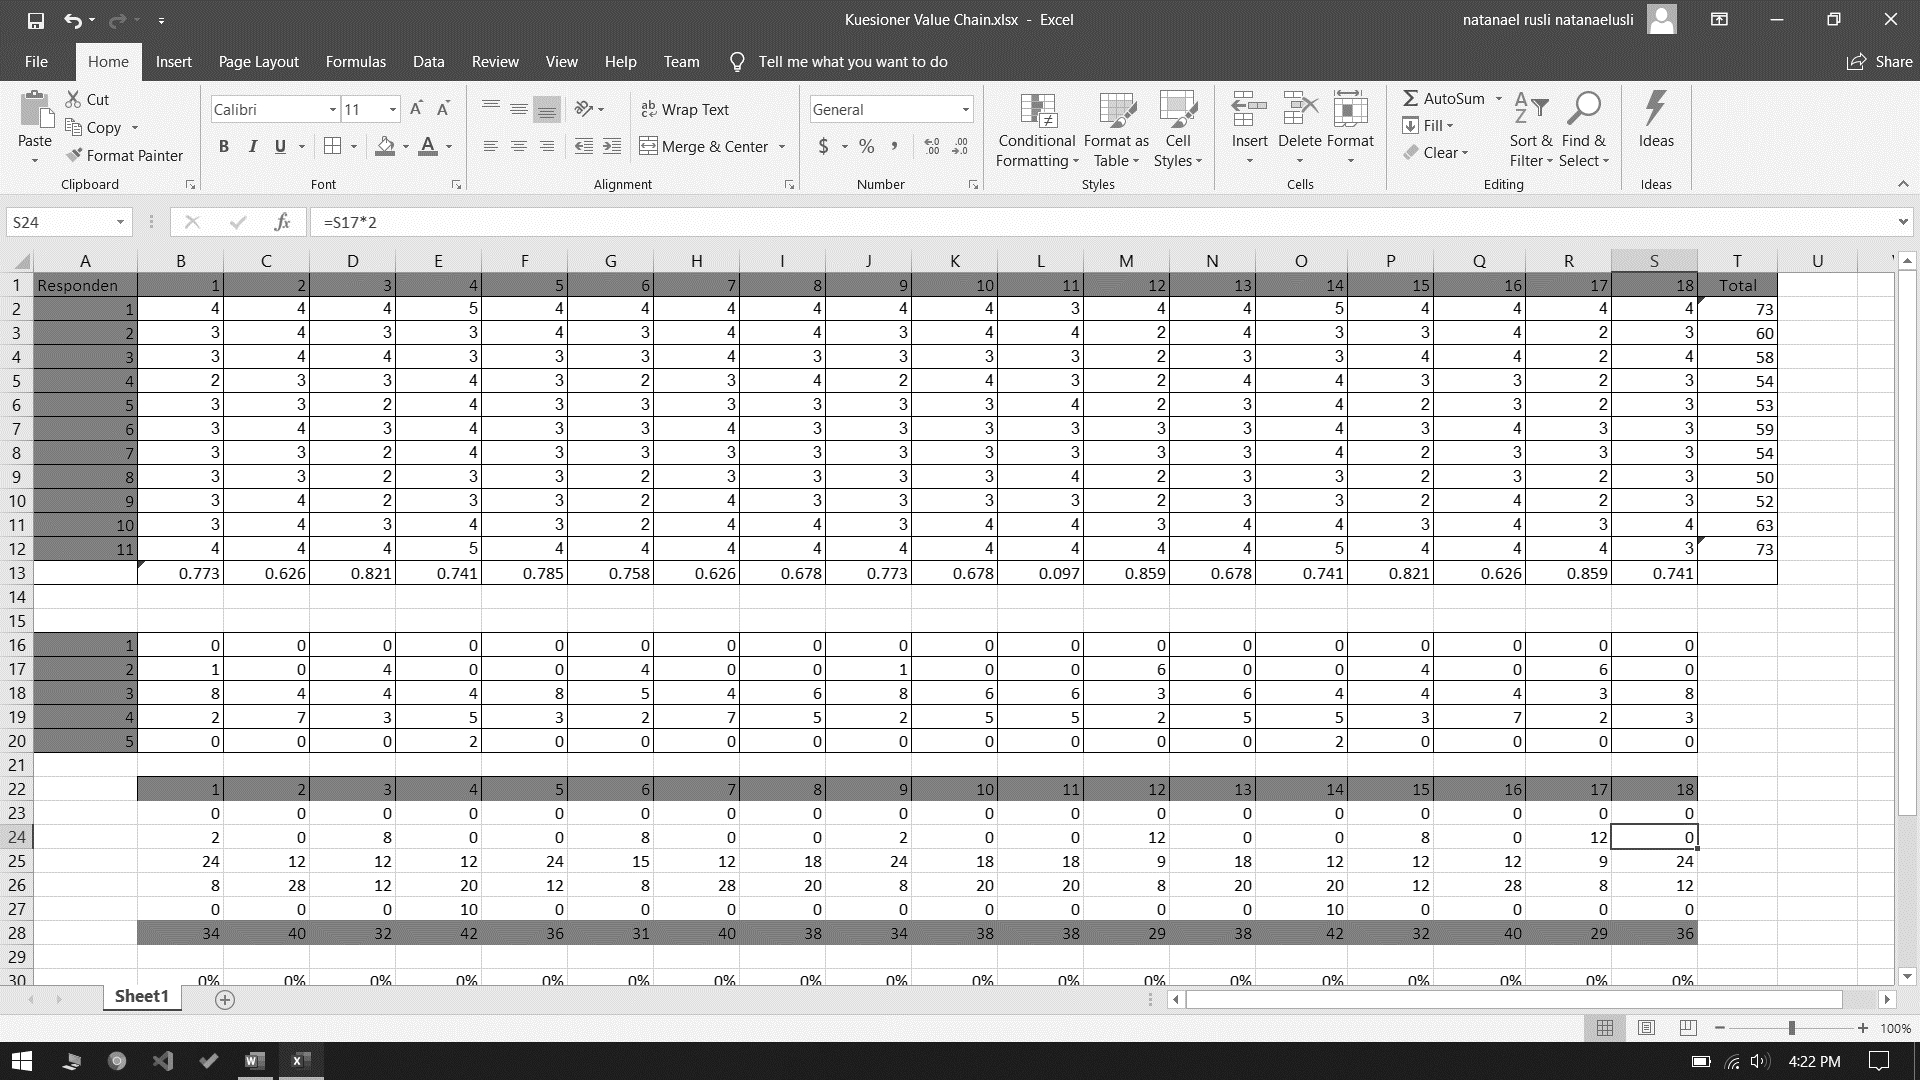 Kuesioner Value Chain.xlsx - Excel
natanael rusli natanaelusli
File Home Insert Page Layout Formulas Data Review View Help Team Tell me what you want to do Share
Paste
Cut
Copy
Format Painter
Clipboard
Calibri 11
B I U
Font
Wrap Text
Merge & Center
Alignment
General
$ %
Number
Conditional Formatting
Format as Table
Cell Styles
Styles
Insert Delete Format
Cells
AutoSum
Fill
Clear
Sort & Filter
Find & Select
Editing
Ideas
Ideas
S24 fx =S17*2
A B C D E F G H I J K L M N O P Q R S T U
1 Responden 1 2 3 4 5 6 7 8 9 10 11 12 13 14 15 16 17 18 Total
2 1 4 4 4 5 4 4 4 4 4 4 3 4 4 5 4 4 4 4 73
3 2 3 4 3 3 4 3 4 4 3 4 4 2 4 3 3 4 2 3 60
4 3 3 4 4 3 3 3 4 3 3 3 3 2 3 3 4 4 2 4 58
5 4 2 3 3 4 3 2 3 4 2 4 3 2 4 4 3 3 2 3 54
6 5 3 3 2 4 3 3 3 3 3 3 4 2 3 4 2 3 2 3 53
7 6 3 4 3 4 3 3 4 3 3 3 3 3 3 4 3 4 3 3 59
8 7 3 3 2 4 3 3 3 3 3 3 3 3 3 4 2 3 3 3 54
9 8 3 3 2 3 3 2 3 3 3 3 4 2 3 3 2 3 2 3 50
10 9 3 4 2 3 3 2 4 3 3 3 3 2 3 3 2 4 2 3 52
11 10 3 4 3 4 3 2 4 4 3 4 4 3 4 4 3 4 3 4 63
12 11 4 4 4 5 4 4 4 4 4 4 4 4 4 5 4 4 4 3 73
13 0.773 0.626 0.821 0.741 0.785 0.758 0.626 0.678 0.773 0.678 0.097 0.859 0.678 0.741 0.821 0.626 0.859 0.741
14
15
16 1 0 0 0 0 0 0 0 0 0 0 0 0 0 0 0 0 0 0
17 2 1 0 4 0 0 4 0 0 1 0 0 6 0 0 4 0 6 0
18 3 8 4 4 4 8 5 4 6 8 6 6 3 6 4 4 4 3 8
19 4 2 7 3 5 3 2 7 5 2 5 5 2 5 5 3 7 2 3
20 5 0 0 0 2 0 0 0 0 0 0 0 0 0 2 0 0 0 0
21
22 1 2 3 4 5 6 7 8 9 10 11 12 13 14 15 16 17 18
23 0 0 0 0 0 0 0 0 0 0 0 0 0 0 0 0 0 0
24 2 0 8 0 0 8 0 0 2 0 0 12 0 0 8 0 12 0
25 24 12 12 12 24 15 12 18 24 18 18 9 18 12 12 12 9 24
26 8 28 12 20 12 8 28 20 8 20 20 8 20 20 12 28 8 12
27 0 0 0 10 0 0 0 0 0 0 0 0 0 10 0 0 0 0
28 34 40 32 42 36 31 40 38 34 38 38 29 38 42 32 40 29 36
29
30 0% 0% 0% 0% 0% 0% 0% 0% 0% 0% 0% 0% 0% 0% 0% 0% 0% 0%
Sheet1
100%
4:22 PM